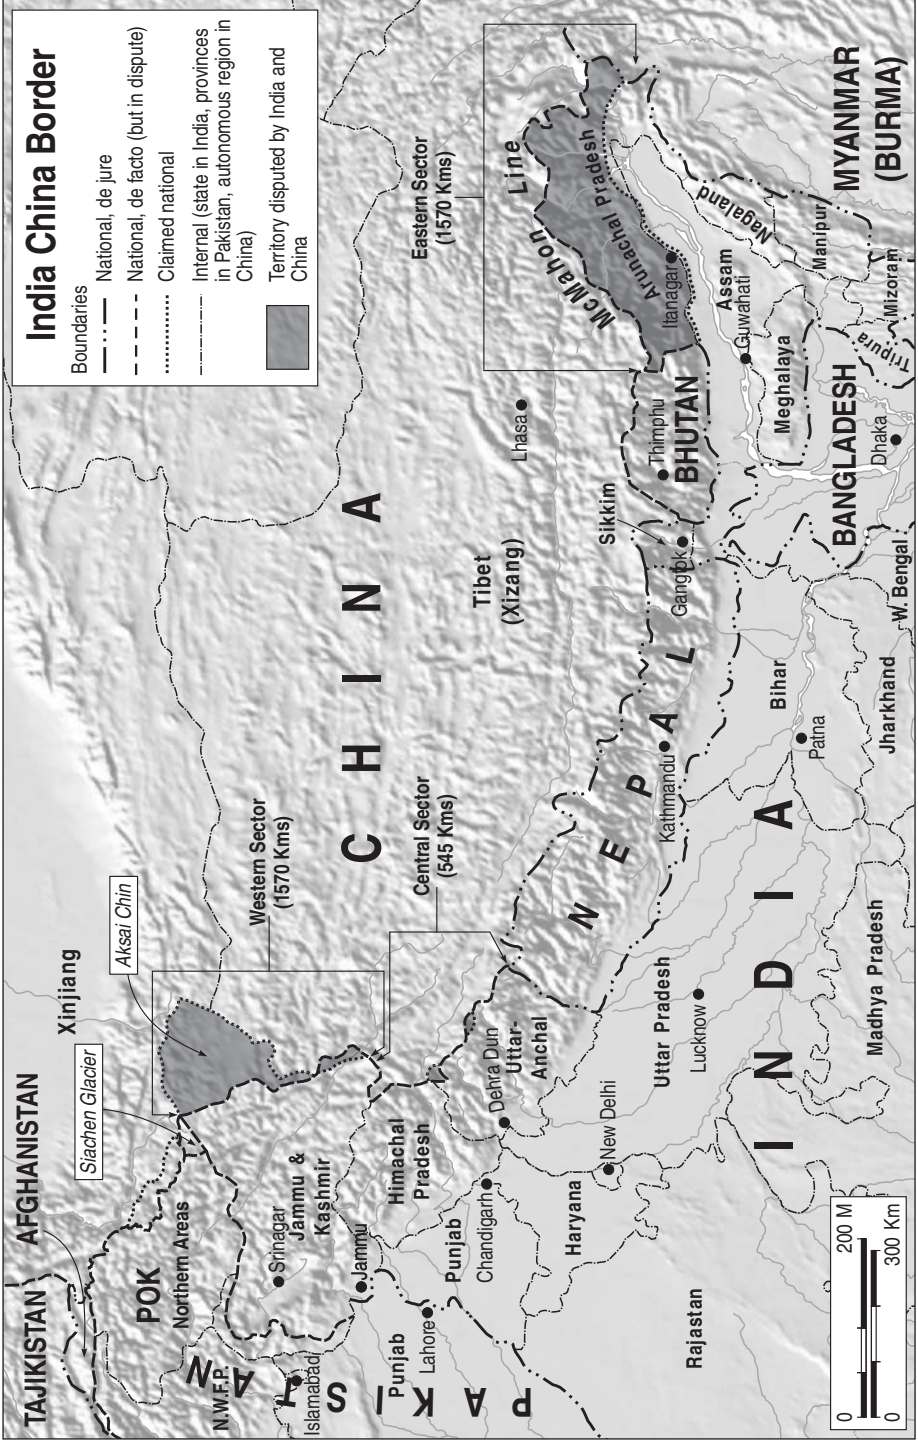 India China Border
Boundaries
National, de jure
National, de facto (but in dispute)
Claimed national
Internal (state in India, provinces
in Pakistan, autonomous region in
China)
Territory disputed by India and
China
TAJIKISTAN
AFGHANISTAN
Xinjiang
Siachen Glacier
Aksai Chin
POK
Northern Areas
N.W.F.P.
Islamabad
PAKISTAN
Srinagar
Jammu &
Kashmir
Jammu
Western Sector
(1570 Kms)
CHINA
Central Sector
(545 Kms)
Eastern Sector
(1570 Kms)
Punjab
Lahore
Himachal
Pradesh
Punjab
Chandigarh
Dehra Dun
Uttar-
Anchal
Haryana
New Delhi
Rajastan
Tibet
(Xizang)
Lhasa
McMahon Line
Arunachal Pradesh
Itanagar
NEPAL
Kathmandu
Sikkim
Gangtok
Thimphu
BHUTAN
Uttar Pradesh
Lucknow
INDIA
Bihar
Patna
Madhya Pradesh
Jharkhand
W. Bengal
BANGLADESH
Dhaka
Assam
Guwahati
Meghalaya
Nagaland
Manipur
Mizoram
Tripura
MYANMAR
(BURMA)
0 200 M
0 300 Km